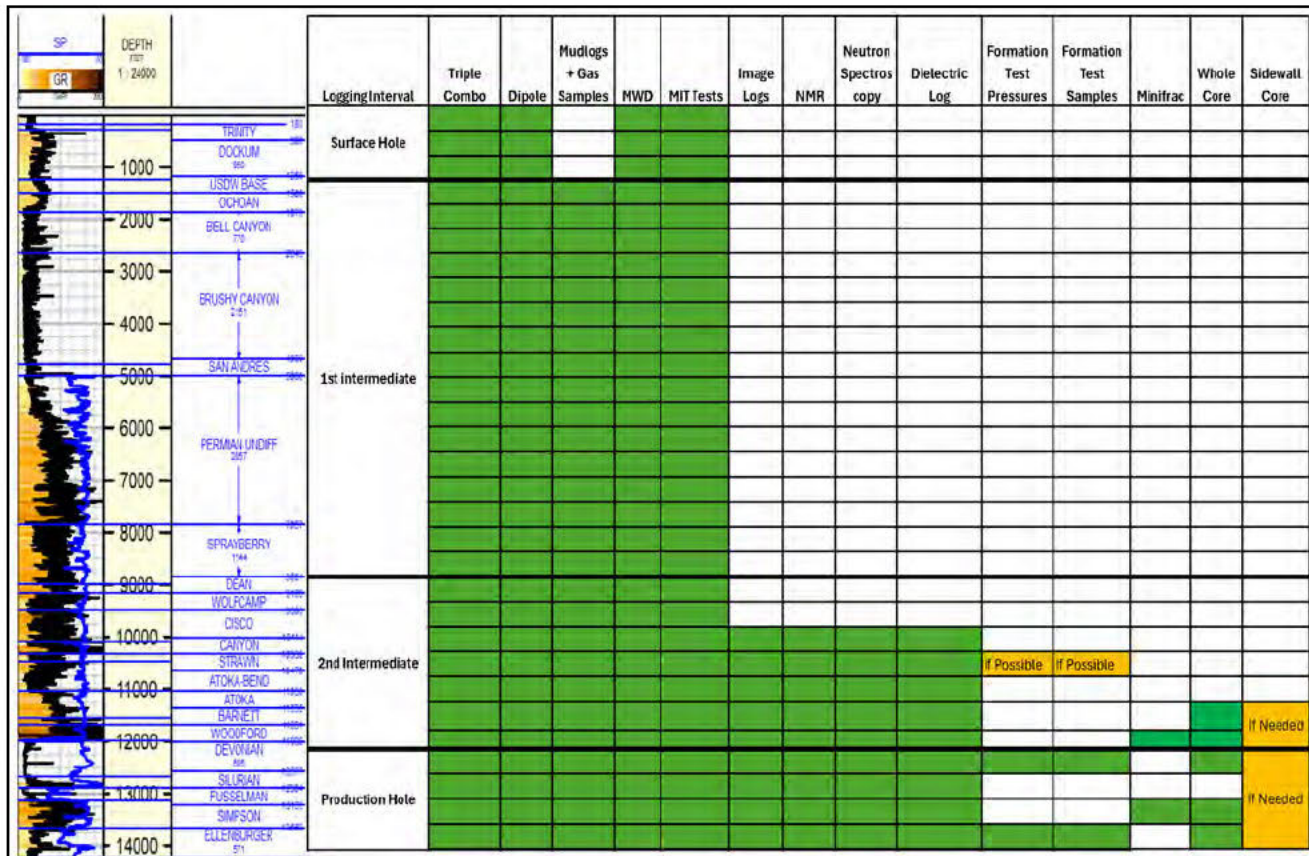 SP
GR
DEPTH
1 : 24000
Logging Interval
Triple
Combo
Dipole
Mudlogs
+ Gas
Samples
MWD
MIT Tests
Image
Logs
NMR
Neutron
Spectros
copy
Dielectric
Log
Formation
Test
Pressures
Formation
Test
Samples
Minifrac
Whole
Core
Sidewall
Core
TRINITY
DOCKUM
Surface Hole
1000
USDW BASE
OCHOAN
2000
BELL CANYON
770
3000
BRUSHY CANYON
4000
SAN ANDRES
5000
1st Intermediate
6000
PERMIAN UNDIFF
7000
8000
SPRAYBERRY
9000
DEAN
WOLFCAMP
CISCO
10000
CANYON
STRAWN
2nd Intermediate
If Possible
If Possible
ATOKA-BEND
11000
ATOKA
BARNETT
WOODFORD
If Needed
12000
DEVONIAN
SILURIAN
13000
FUSSELMAN
Production Hole
If Needed
SIMPSON
ELLENBURGER
571
14000